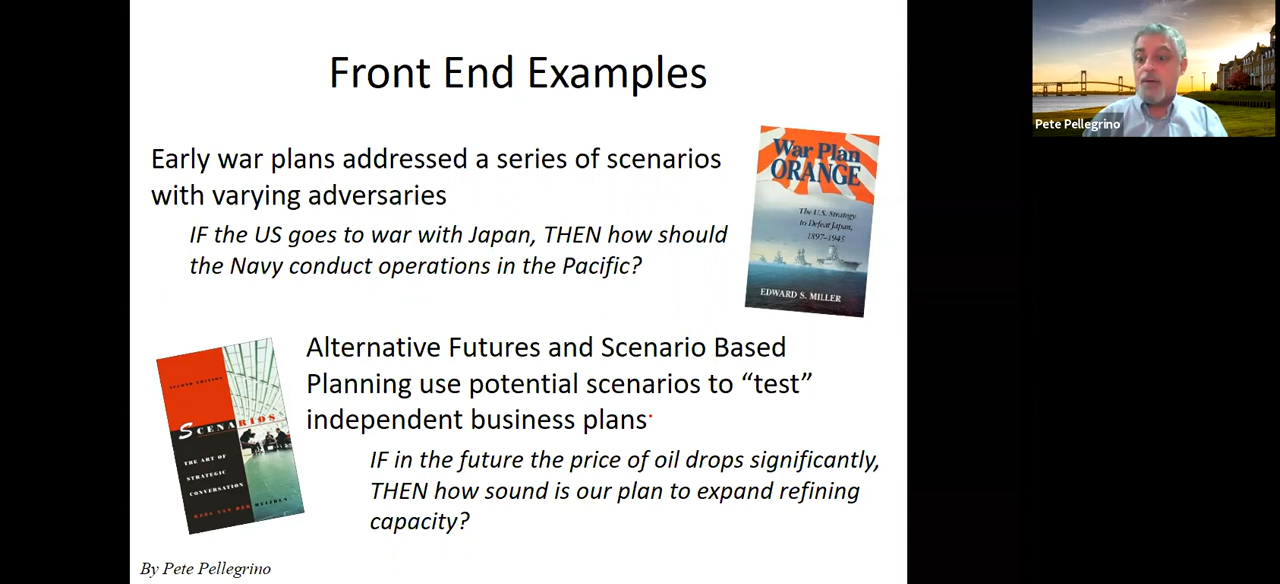 Front End Examples
Pete Pellegrino
Early war plans addressed a series of scenarios
with varying adversaries
IF the US goes to war with Japan, THEN how should
the Navy conduct operations in the Pacific?
War Plan
ORANGE
The U.S. Strategy
to Defeat Japan,
1897-1945
EDWARD S. MILLER
Alternative Futures and Scenario Based
Planning use potential scenarios to “test”
independent business plans
IF in the future the price of oil drops significantly,
THEN how sound is our plan to expand refining
capacity?
SECOND EDITION
SCENARIOS
THE ART OF
STRATEGIC
CONVERSATION
KEES VAN DER HEIJDEN
By Pete Pellegrino